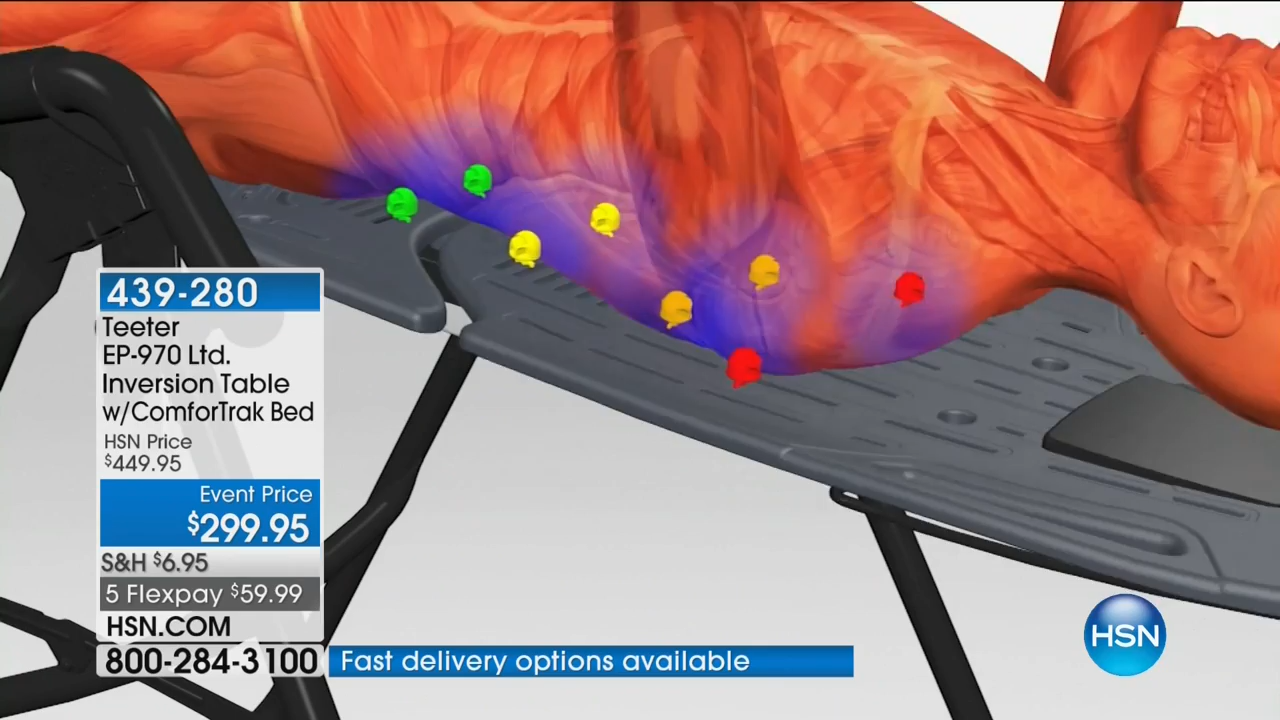 439-280
Teeter
EP-970 Ltd.
Inversion Table
w/ComforTrak Bed
HSN Price
$449.95
Event Price
$299.95
S&H $6.95
5 Flexpay $59.99
HSN.COM
800-284-3100
Fast delivery options available
HSN